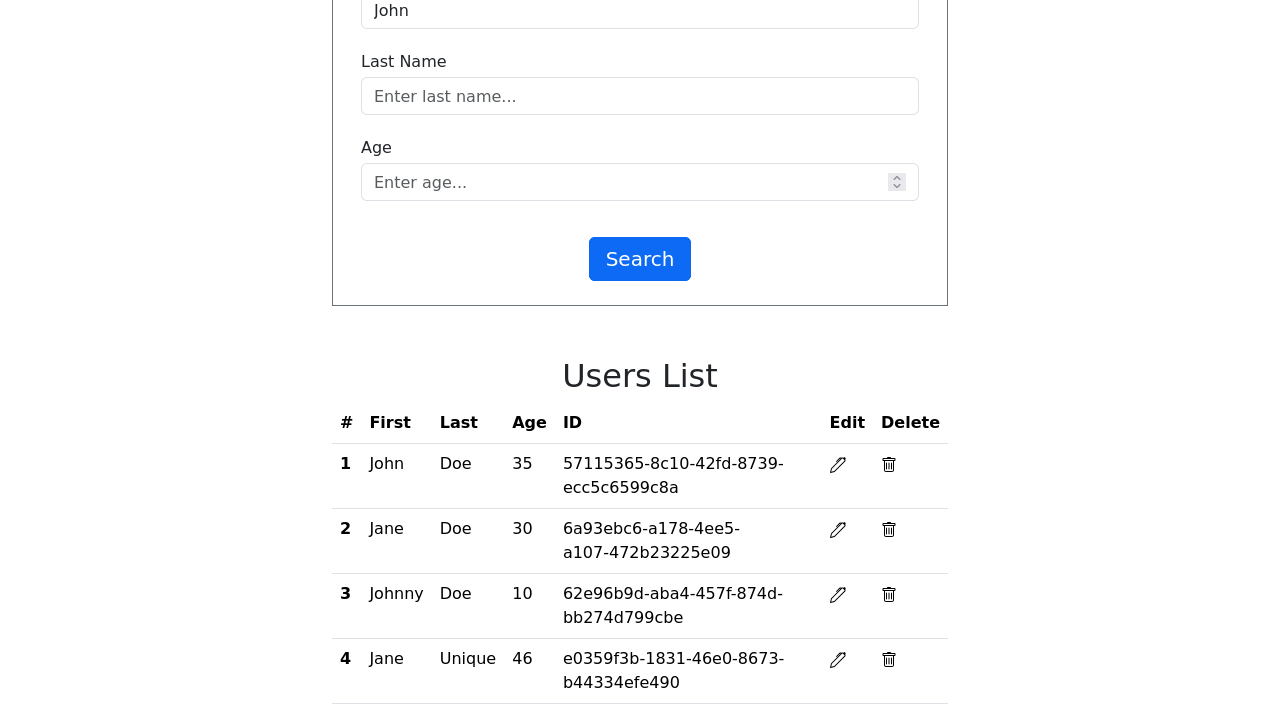 John
Last Name
Enter last name...
Age
Enter age...
Search
Users List
# First Last Age ID Edit Delete
1 John Doe 35 57115365-8c10-42fd-8739-
ecc5c6599c8a
2 Jane Doe 30 6a93ebc6-a178-4ee5-
a107-472b23225e09
3 Johnny Doe 10 62e96b9d-aba4-457f-874d-
bb274d799cbe
4 Jane Unique 46 e0359f3b-1831-46e0-8673-
b44334efe490